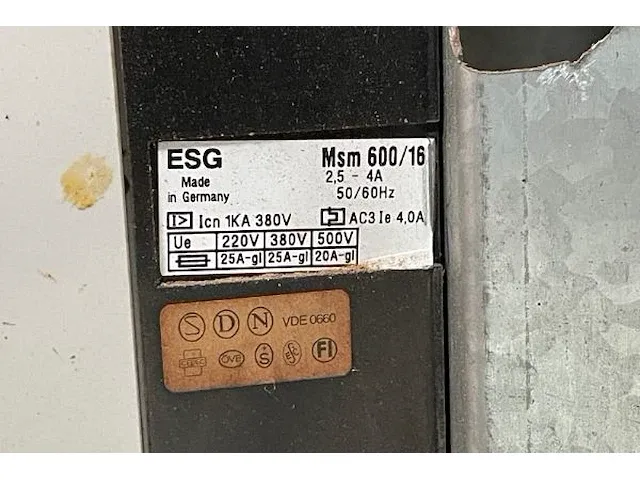 ESG Msm 600/16
Made 2,5 - 4A
in Germany 50/60Hz
I> Icn 1KA 380V AC3 Ie 4,0A
Ue 220V 380V 500V
25A-gl 25A-gl 20A-gl
S D N VDE 0660
ÖVE S FI